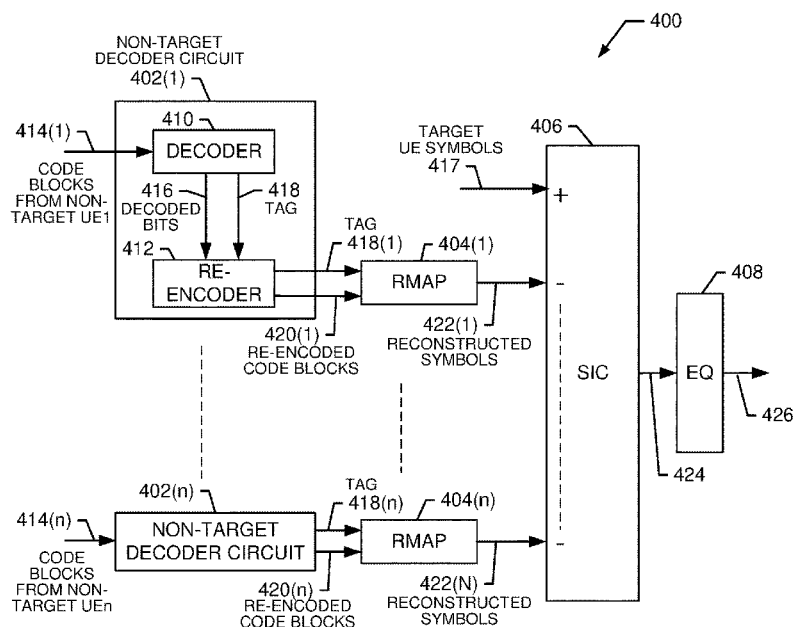 400
NON-TARGET
DECODER CIRCUIT
402(1)
414(1)
CODE
BLOCKS
FROM NON-
TARGET UE1
410
DECODER
416
DECODED
BITS
418
TAG
412
RE-
ENCODER
TAG
418(1)
404(1)
RMAP
420(1)
RE-ENCODED
CODE BLOCKS
422(1)
RECONSTRUCTED
SYMBOLS
TARGET
UE SYMBOLS
417
406
+
-
SIC
-
408
EQ
424
426
402(n)
414(n)
CODE
BLOCKS
FROM NON-
TARGET UEn
NON-TARGET
DECODER CIRCUIT
TAG
418(n)
404(n)
RMAP
420(n)
RE-ENCODED
CODE BLOCKS
422(N)
RECONSTRUCTED
SYMBOLS